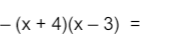 – (x + 4)(x – 3)  =